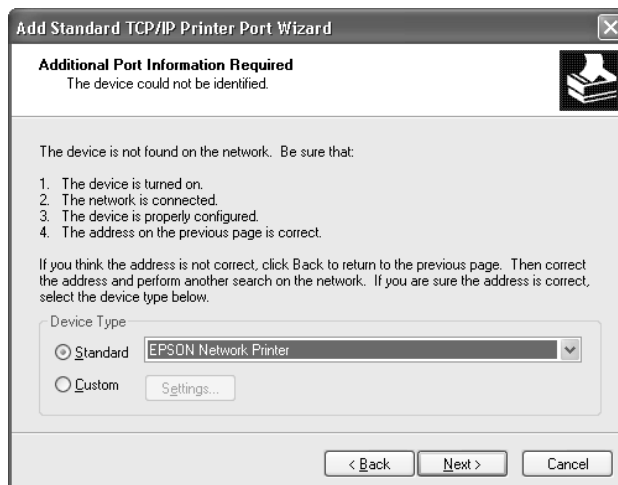 Add Standard TCP/IP Printer Port Wizard
Additional Port Information Required
The device could not be identified.
The device is not found on the network.  Be sure that:
1.  The device is turned on.
2.  The network is connected.
3.  The device is properly configured.
4.  The address on the previous page is correct.
If you think the address is not correct, click Back to return to the previous page.  Then correct
the address and perform another search on the network.  If you are sure the address is correct,
select the device type below.
Device Type
Standard EPSON Network Printer
Custom Settings...
< Back Next > Cancel